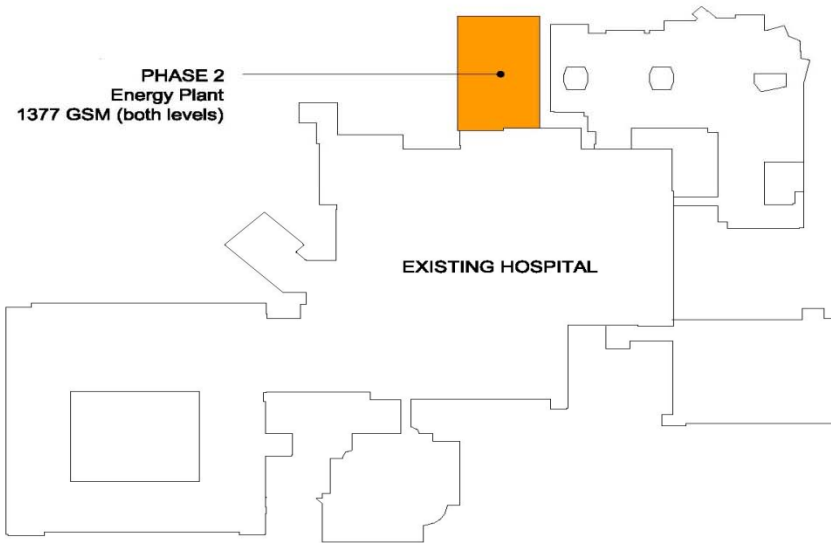 PHASE 2
Energy Plant
1377 GSM (both levels)
EXISTING HOSPITAL